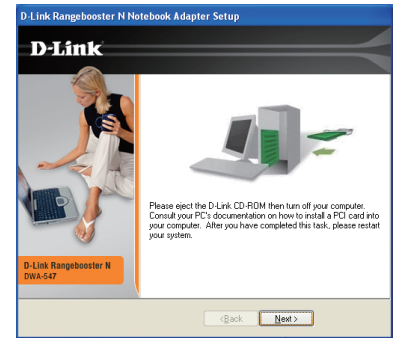 D-Link Rangebooster N Notebook Adapter Setup
D-Link
Please eject the D-Link CD-ROM then turn off your computer.
Consult your PC's documentation on how to install a PCI card into
your computer. After you have completed this task, please restart
your system.
D-Link Rangebooster N
DWA-547
<Back Next>